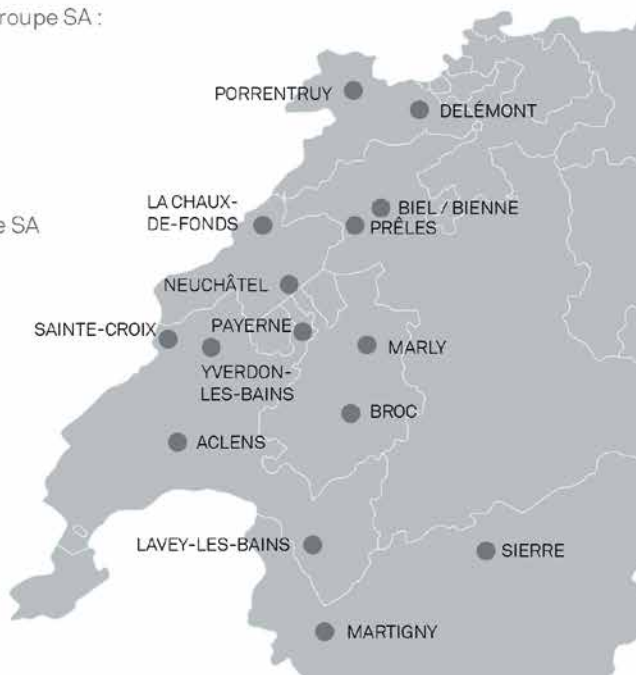 roupe SA :
PORRENTRUY
DELÉMONT
LA CHAUX-
DE-FONDS
BIEL / BIENNE
PRÊLES
e SA
NEUCHÂTEL
SAINTE-CROIX
PAYERNE
MARLY
YVERDON-
LES-BAINS
BROC
ACLENS
LAVEY-LES-BAINS
SIERRE
MARTIGNY